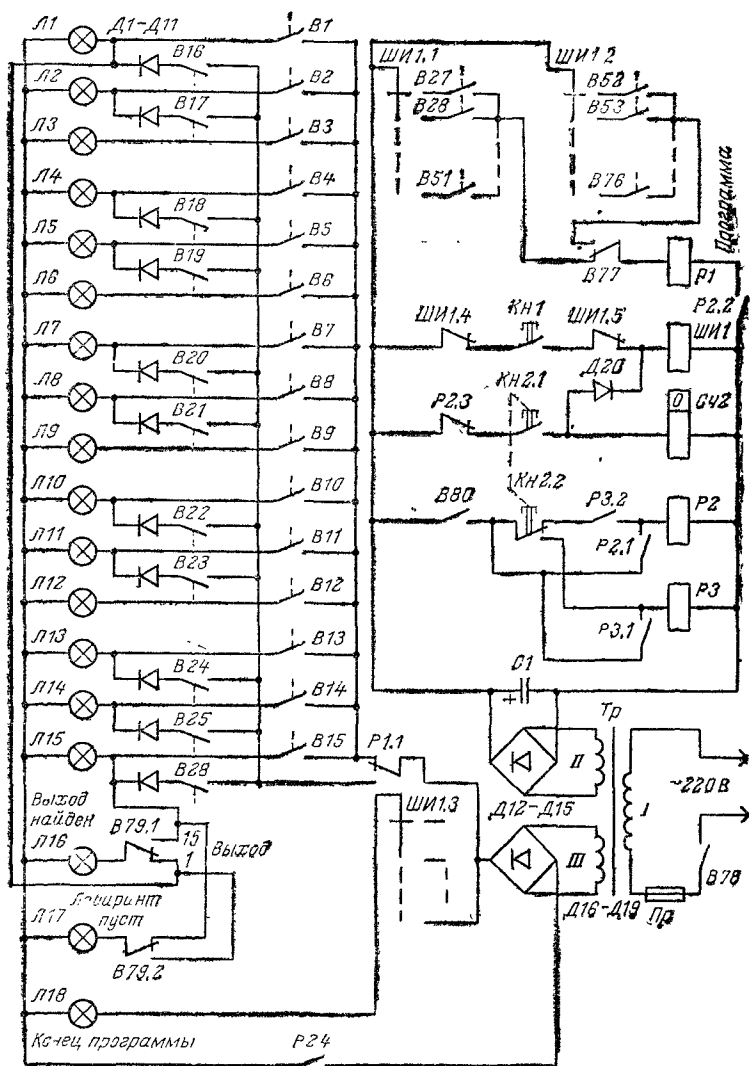 Л1 Д1-Д11 В1
В16
ШИ1.1 ШИ1.2
Л2 В2 В27 В52
В17 В28 В53
Л3 В3
Л4 В4 В51 В76
В18
Программа
Л5 В5
В19
Л6 В6 В77 Р1
Р2.2
Л7 В7 ШИ1.4 Кн1 ШИ1.5 ШИ1
В20
Л8 В8 Д20
В21 Р2.3 Кн2.1 0 Сч2
Л9 В9
Л10 В10 В80 Кн2.2 Р3.2 Р2
В22
Л11 В11 Р2.1
В23
Л12 В12 Р3
Р3.1
Л13 В13
В24 С1
+
Л14 В14
В25 Тр
Л15 В15 Р1.1 II
В28 Д12-Д15 I ~220В
Выход
найден
В79.1 15 ШИ1.3
Л16 1 Выход III В78
Лабиринт
пуст
Д16-Д19 Пр
Л17
В79.2
Л18
Конец программы Р2.4